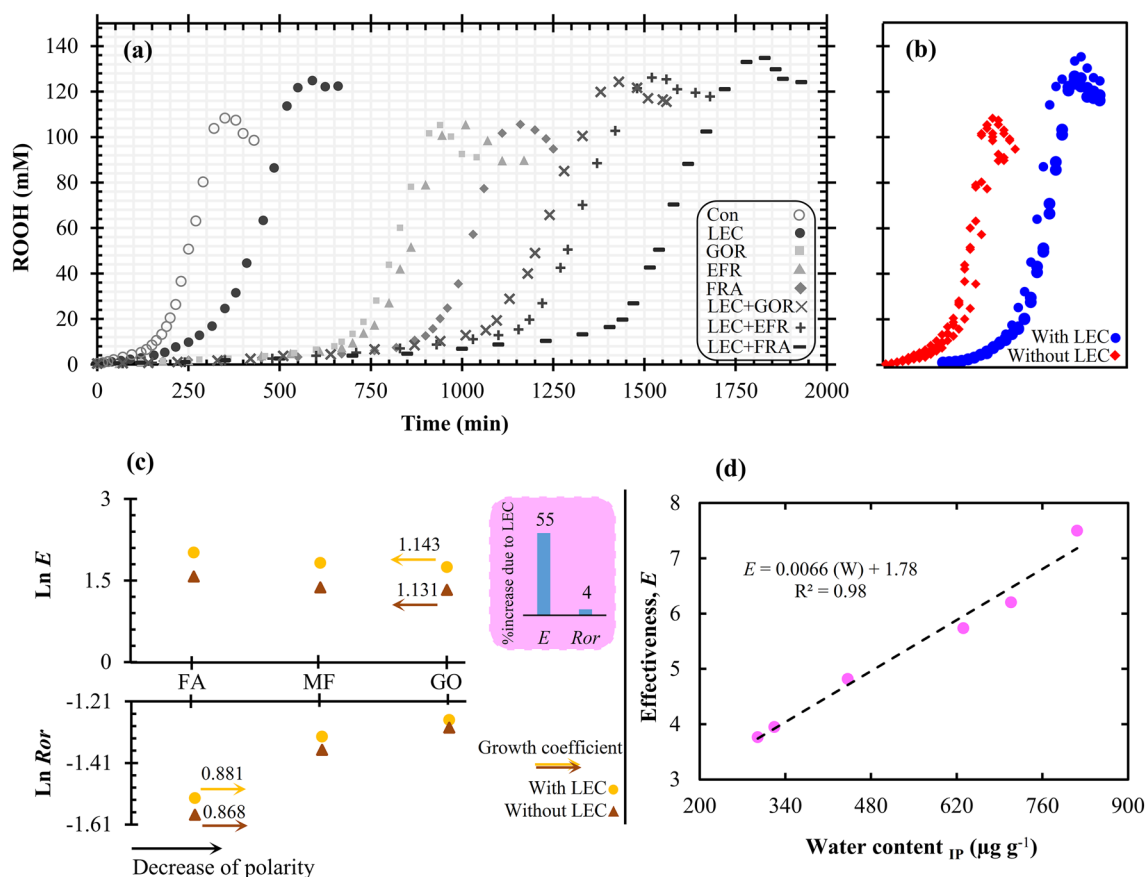 (a)
ROOH (mM)
140
120
100
80
60
40
20
0
0 250 500 750 1000 1250 1500 1750 2000
Time (min)
Con
LEC
GOR
EFR
FRA
LEC+GOR
LEC+EFR
LEC+FRA
(b)
With LEC
Without LEC
(c)
Ln E
3
1.5
0
1.143
1.131
FA MF GO
%increase due to LEC
55
4
E Ror
Ln Ror
-1.21
-1.41
-1.61
0.881
0.868
Growth coefficient
With LEC
Without LEC
Decrease of polarity
(d)
Effectiveness, E
8
7
6
5
4
3
E = 0.0066 (W) + 1.78
R² = 0.98
200 340 480 620 760 900
Water content IP (µg g⁻¹)